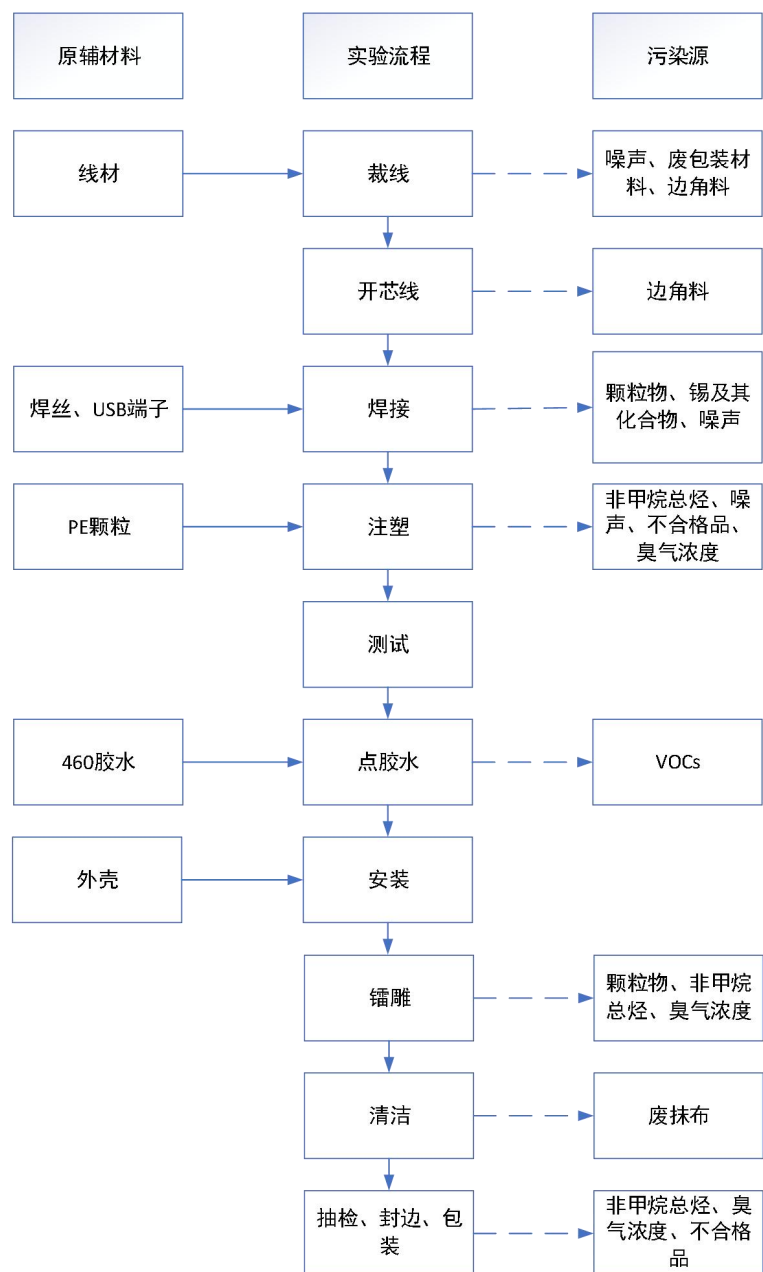 原辅材料
实验流程
污染源
线材
裁线
噪声、废包装材
料、边角料
开芯线
边角料
焊丝、USB端子
焊接
颗粒物、锡及其
化合物、噪声
PE颗粒
注塑
非甲烷总烃、噪
声、不合格品、
臭气浓度
测试
460胶水
点胶水
VOCs
外壳
安装
镭雕
颗粒物、非甲烷
总烃、臭气浓度
清洁
废抹布
抽检、封边、包
装
非甲烷总烃、臭
气浓度、不合格
品